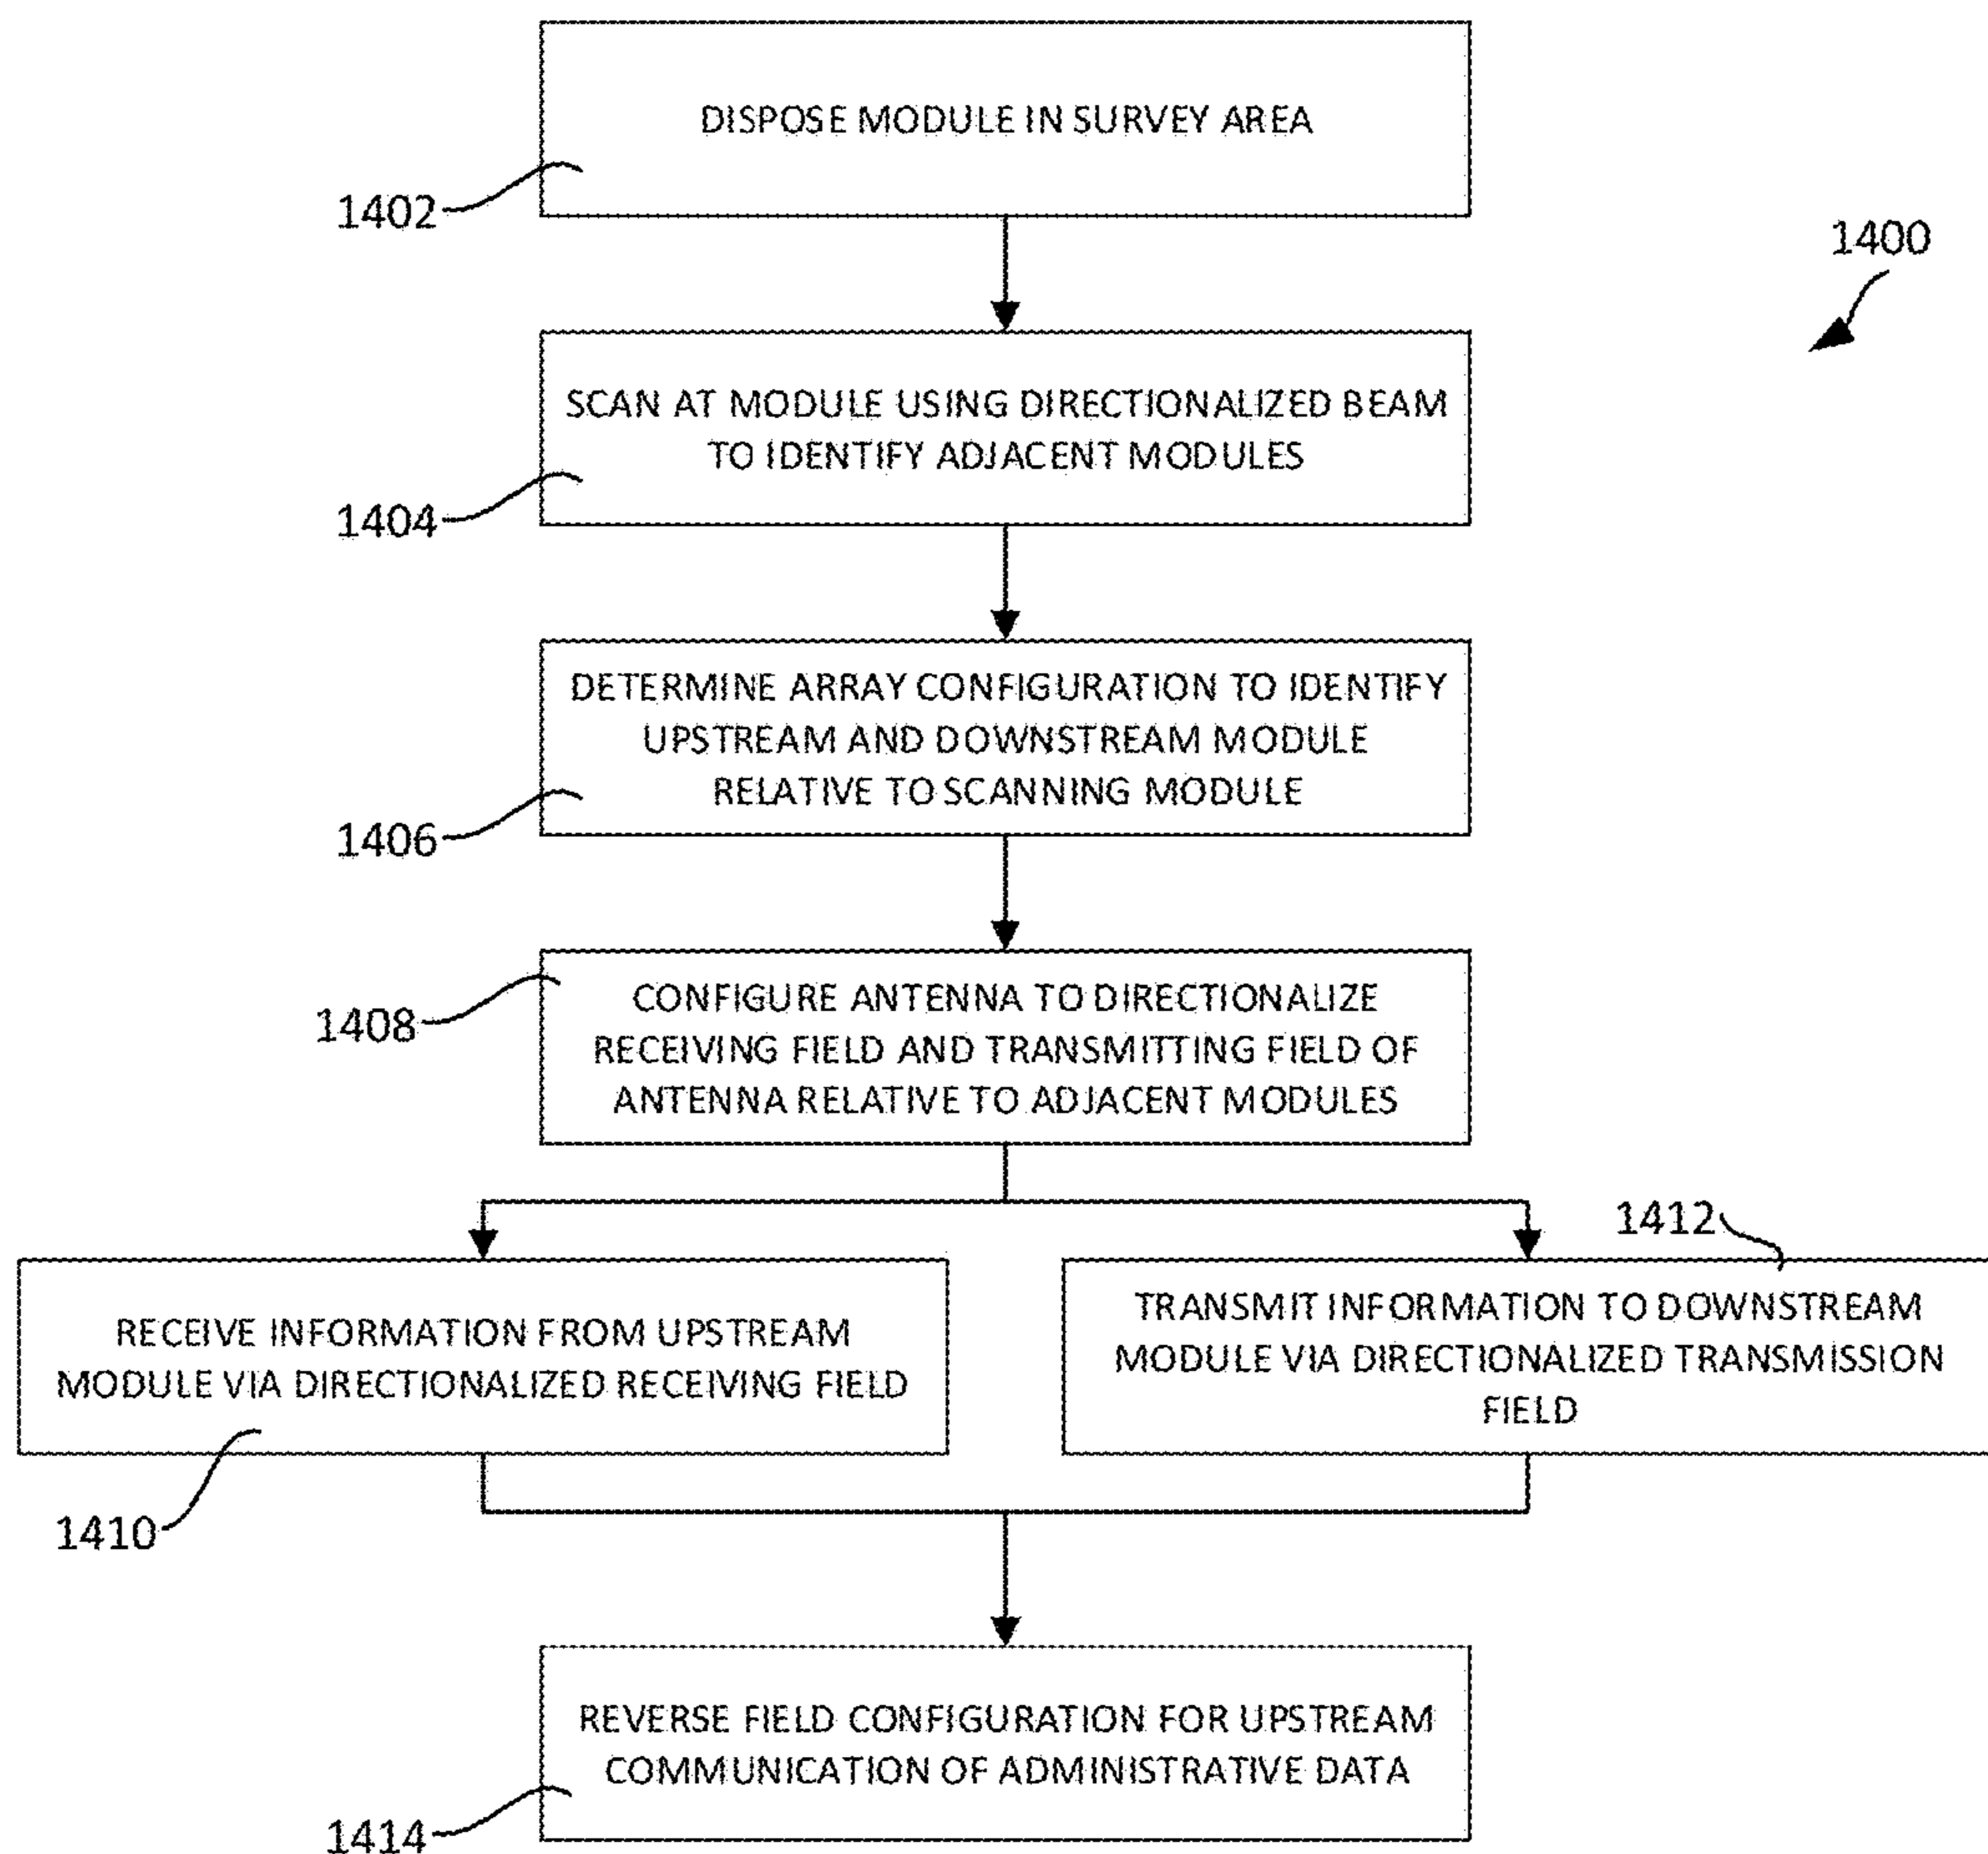 DISPOSE MODULE IN SURVEY AREA
1402
1400
SCAN AT MODULE USING DIRECTIONALIZED BEAM
TO IDENTIFY ADJACENT MODULES
1404
DETERMINE ARRAY CONFIGURATION TO IDENTIFY
UPSTREAM AND DOWNSTREAM MODULE
RELATIVE TO SCANNING MODULE
1406
CONFIGURE ANTENNA TO DIRECTIONALIZE
RECEIVING FIELD AND TRANSMITTING FIELD OF
ANTENNA RELATIVE TO ADJACENT MODULES
1408
RECEIVE INFORMATION FROM UPSTREAM
MODULE VIA DIRECTIONALIZED RECEIVING FIELD
1410
1412
TRANSMIT INFORMATION TO DOWNSTREAM
MODULE VIA DIRECTIONALIZED TRANSMISSION
FIELD
REVERSE FIELD CONFIGURATION FOR UPSTREAM
COMMUNICATION OF ADMINISTRATIVE DATA
1414